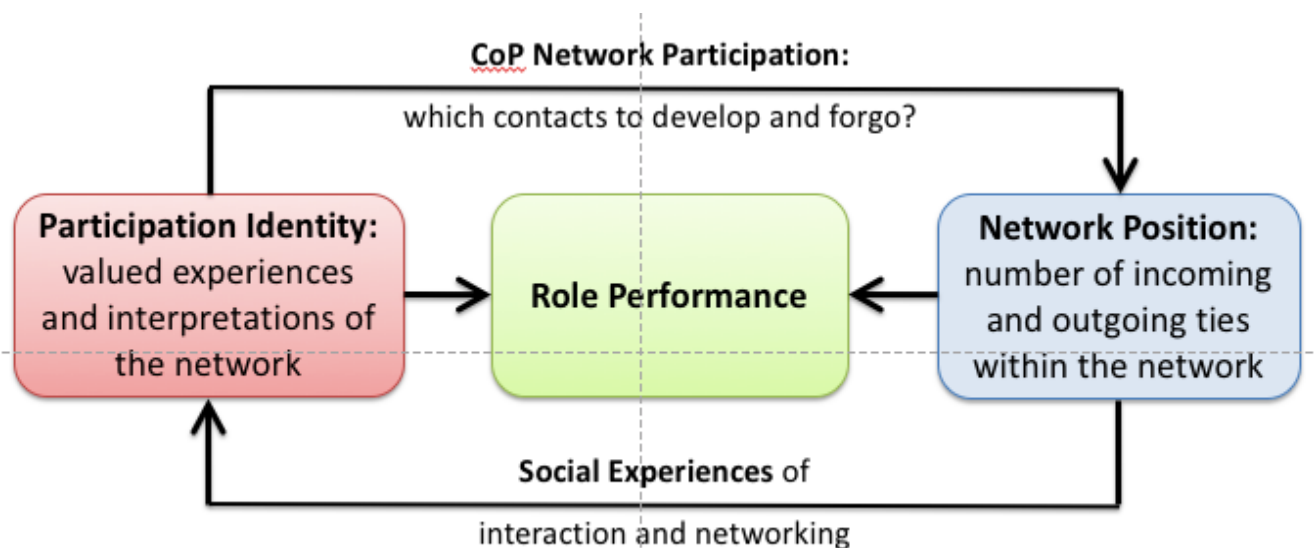 CoP Network Participation:
which contacts to develop and forgo?
Participation Identity:
valued experiences
and interpretations of
the network
Role Performance
Network Position:
number of incoming
and outgoing ties
within the network
Social Experiences of
interaction and networking